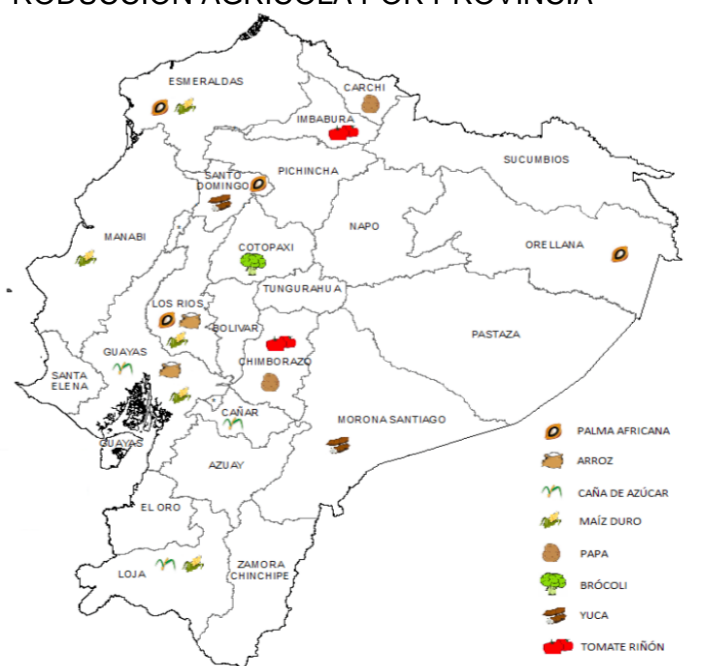 RODUCCIÓN AGRÍCOLA POR PROVINCIA
ESMERALDAS
CARCHI
IMBABURA
SUCUMBIOS
SANTO
DOMINGO
PICHINCHA
NAPO
MANABI
COTOPAXI
ORELLANA
TUNGURAHUA
LOS RIOS
BOLIVAR
PASTAZA
GUAYAS
CHIMBORAZO
SANTA
ELENA
CAÑAR
MORONA SANTIAGO
GUAYAS
AZUAY
EL ORO
LOJA
ZAMORA
CHINCHIPE
PALMA AFRICANA
ARROZ
CAÑA DE AZÚCAR
MAÍZ DURO
PAPA
BRÓCOLI
YUCA
TOMATE RIÑÓN